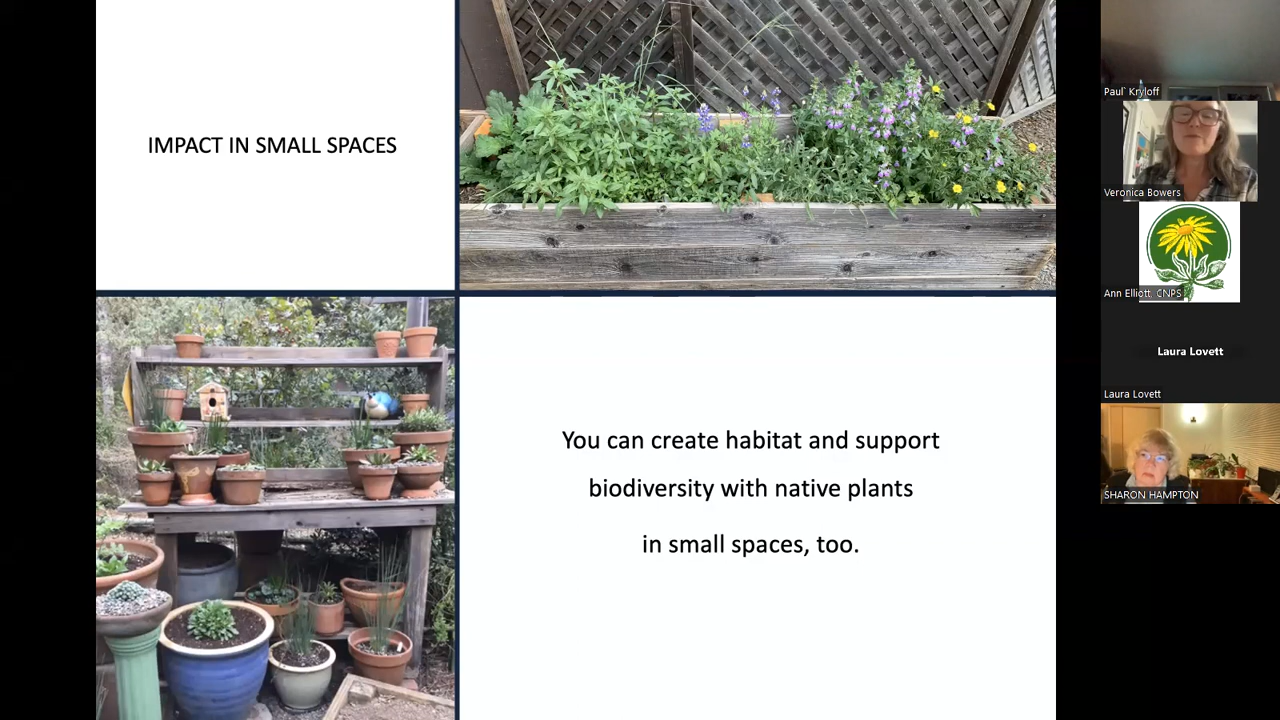 IMPACT IN SMALL SPACES
You can create habitat and support
biodiversity with native plants
in small spaces, too.
Paul` Kryloff
Veronica Bowers
Ann Elliott, CNPS
Laura Lovett
Laura Lovett
SHARON HAMPTON